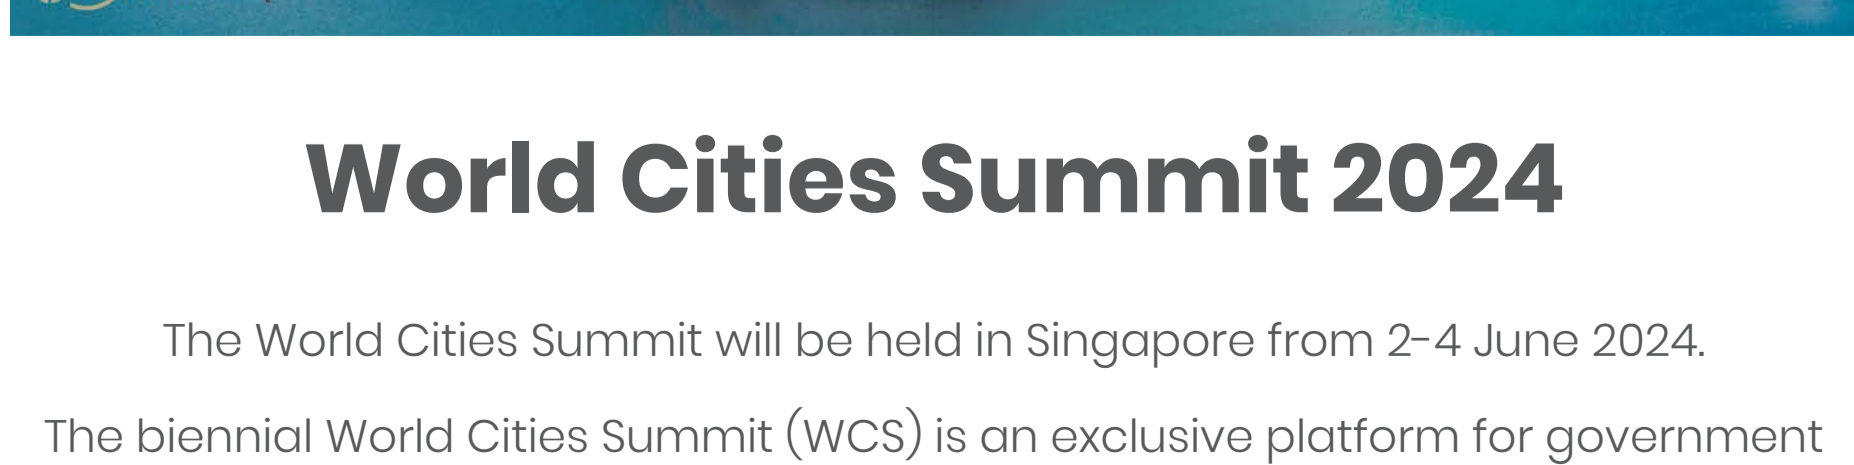 World Cities Summit 2024
The World Cities Summit will be held in Singapore from 2-4 June 2024.
The biennial World Cities Summit (WCS) is an exclusive platform for government